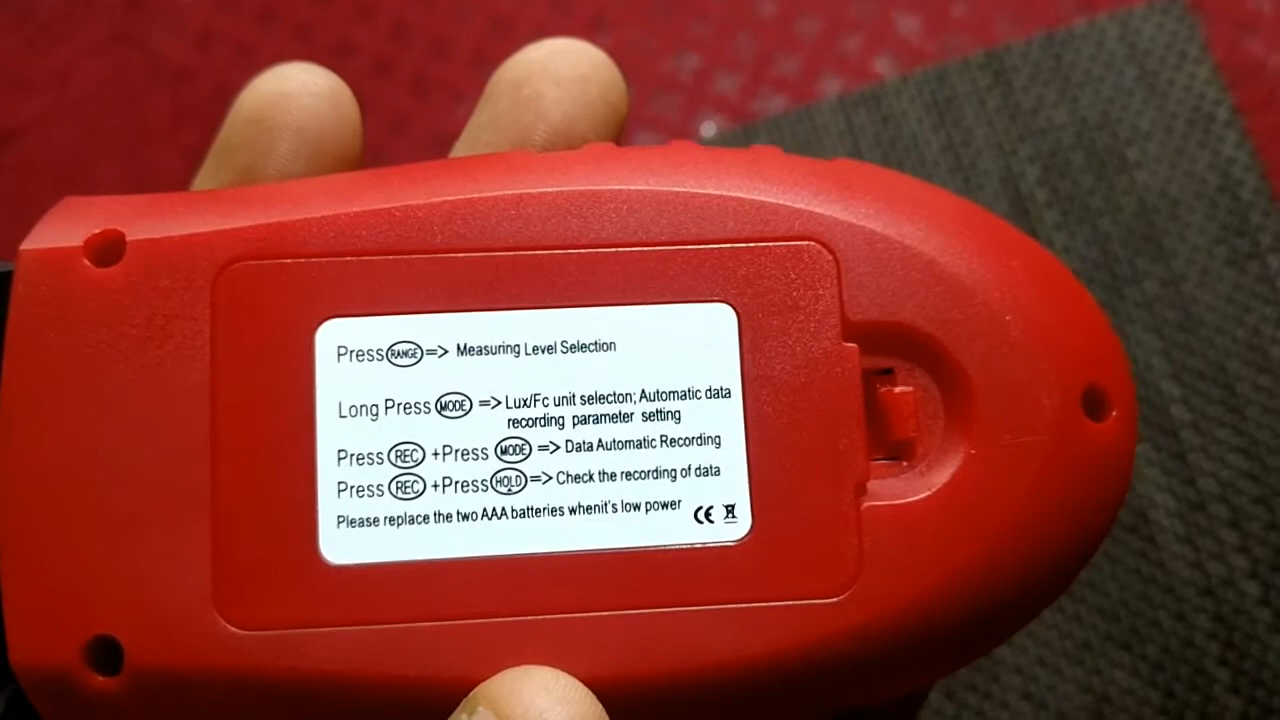 Press RANGE => Measuring Level Selection
Long Press MODE => Lux/Fc unit selecton; Automatic data
recording parameter setting
Press REC +Press MODE => Data Automatic Recording
Press REC +Press HOLD => Check the recording of data
Please replace the two AAA batteries whenit's low power CE